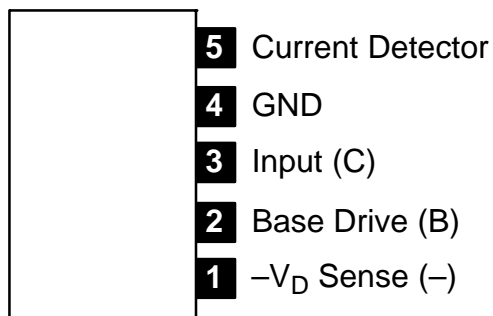 5 Current Detector
4 GND
3 Input (C)
2 Base Drive (B)
1 –VD Sense (–)